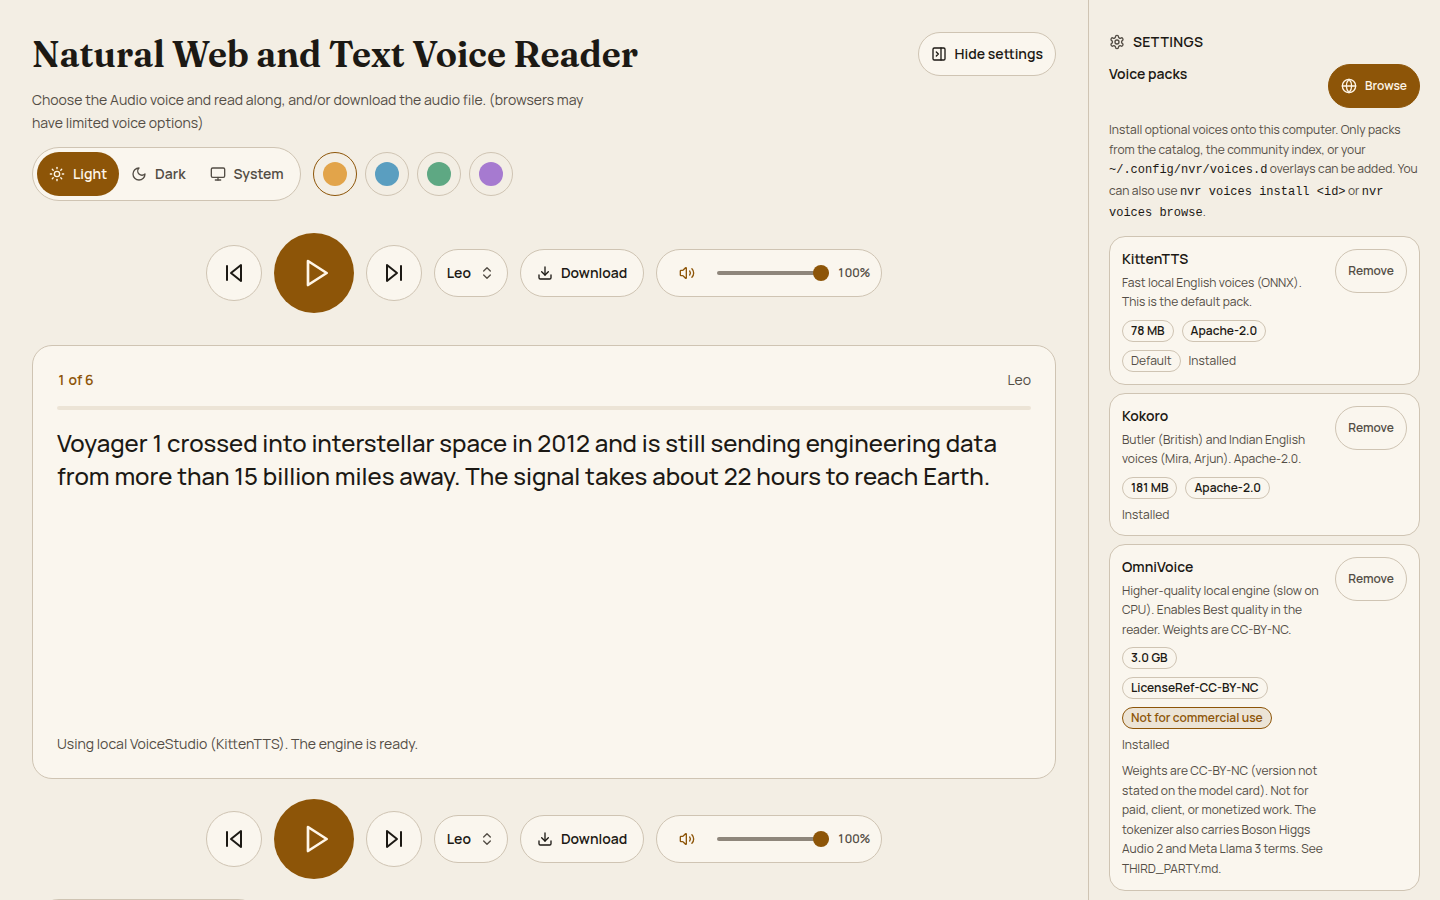 Natural Web and Text Voice Reader
Hide settings
Choose the Audio voice and read along, and/or download the audio file. (browsers may
have limited voice options)
Light
Dark
System
Leo
Download
100%
1 of 6
Leo
Voyager 1 crossed into interstellar space in 2012 and is still sending engineering data
from more than 15 billion miles away. The signal takes about 22 hours to reach Earth.
Using local VoiceStudio (KittenTTS). The engine is ready.
Leo
Download
100%
SETTINGS
Voice packs
Browse
Install optional voices onto this computer. Only packs
from the catalog, the community index, or your
~/.config/nvr/voices.d overlays can be added. You
can also use nvr voices install <id> or nvr
voices browse.
KittenTTS
Remove
Fast local English voices (ONNX).
This is the default pack.
78 MB
Apache-2.0
Default
Installed
Kokoro
Remove
Butler (British) and Indian English
voices (Mira, Arjun). Apache-2.0.
181 MB
Apache-2.0
Installed
OmniVoice
Remove
Higher-quality local engine (slow on
CPU). Enables Best quality in the
reader. Weights are CC-BY-NC.
3.0 GB
LicenseRef-CC-BY-NC
Not for commercial use
Installed
Weights are CC-BY-NC (version not
stated on the model card). Not for
paid, client, or monetized work. The
tokenizer also carries Boson Higgs
Audio 2 and Meta Llama 3 terms. See
THIRD_PARTY.md.